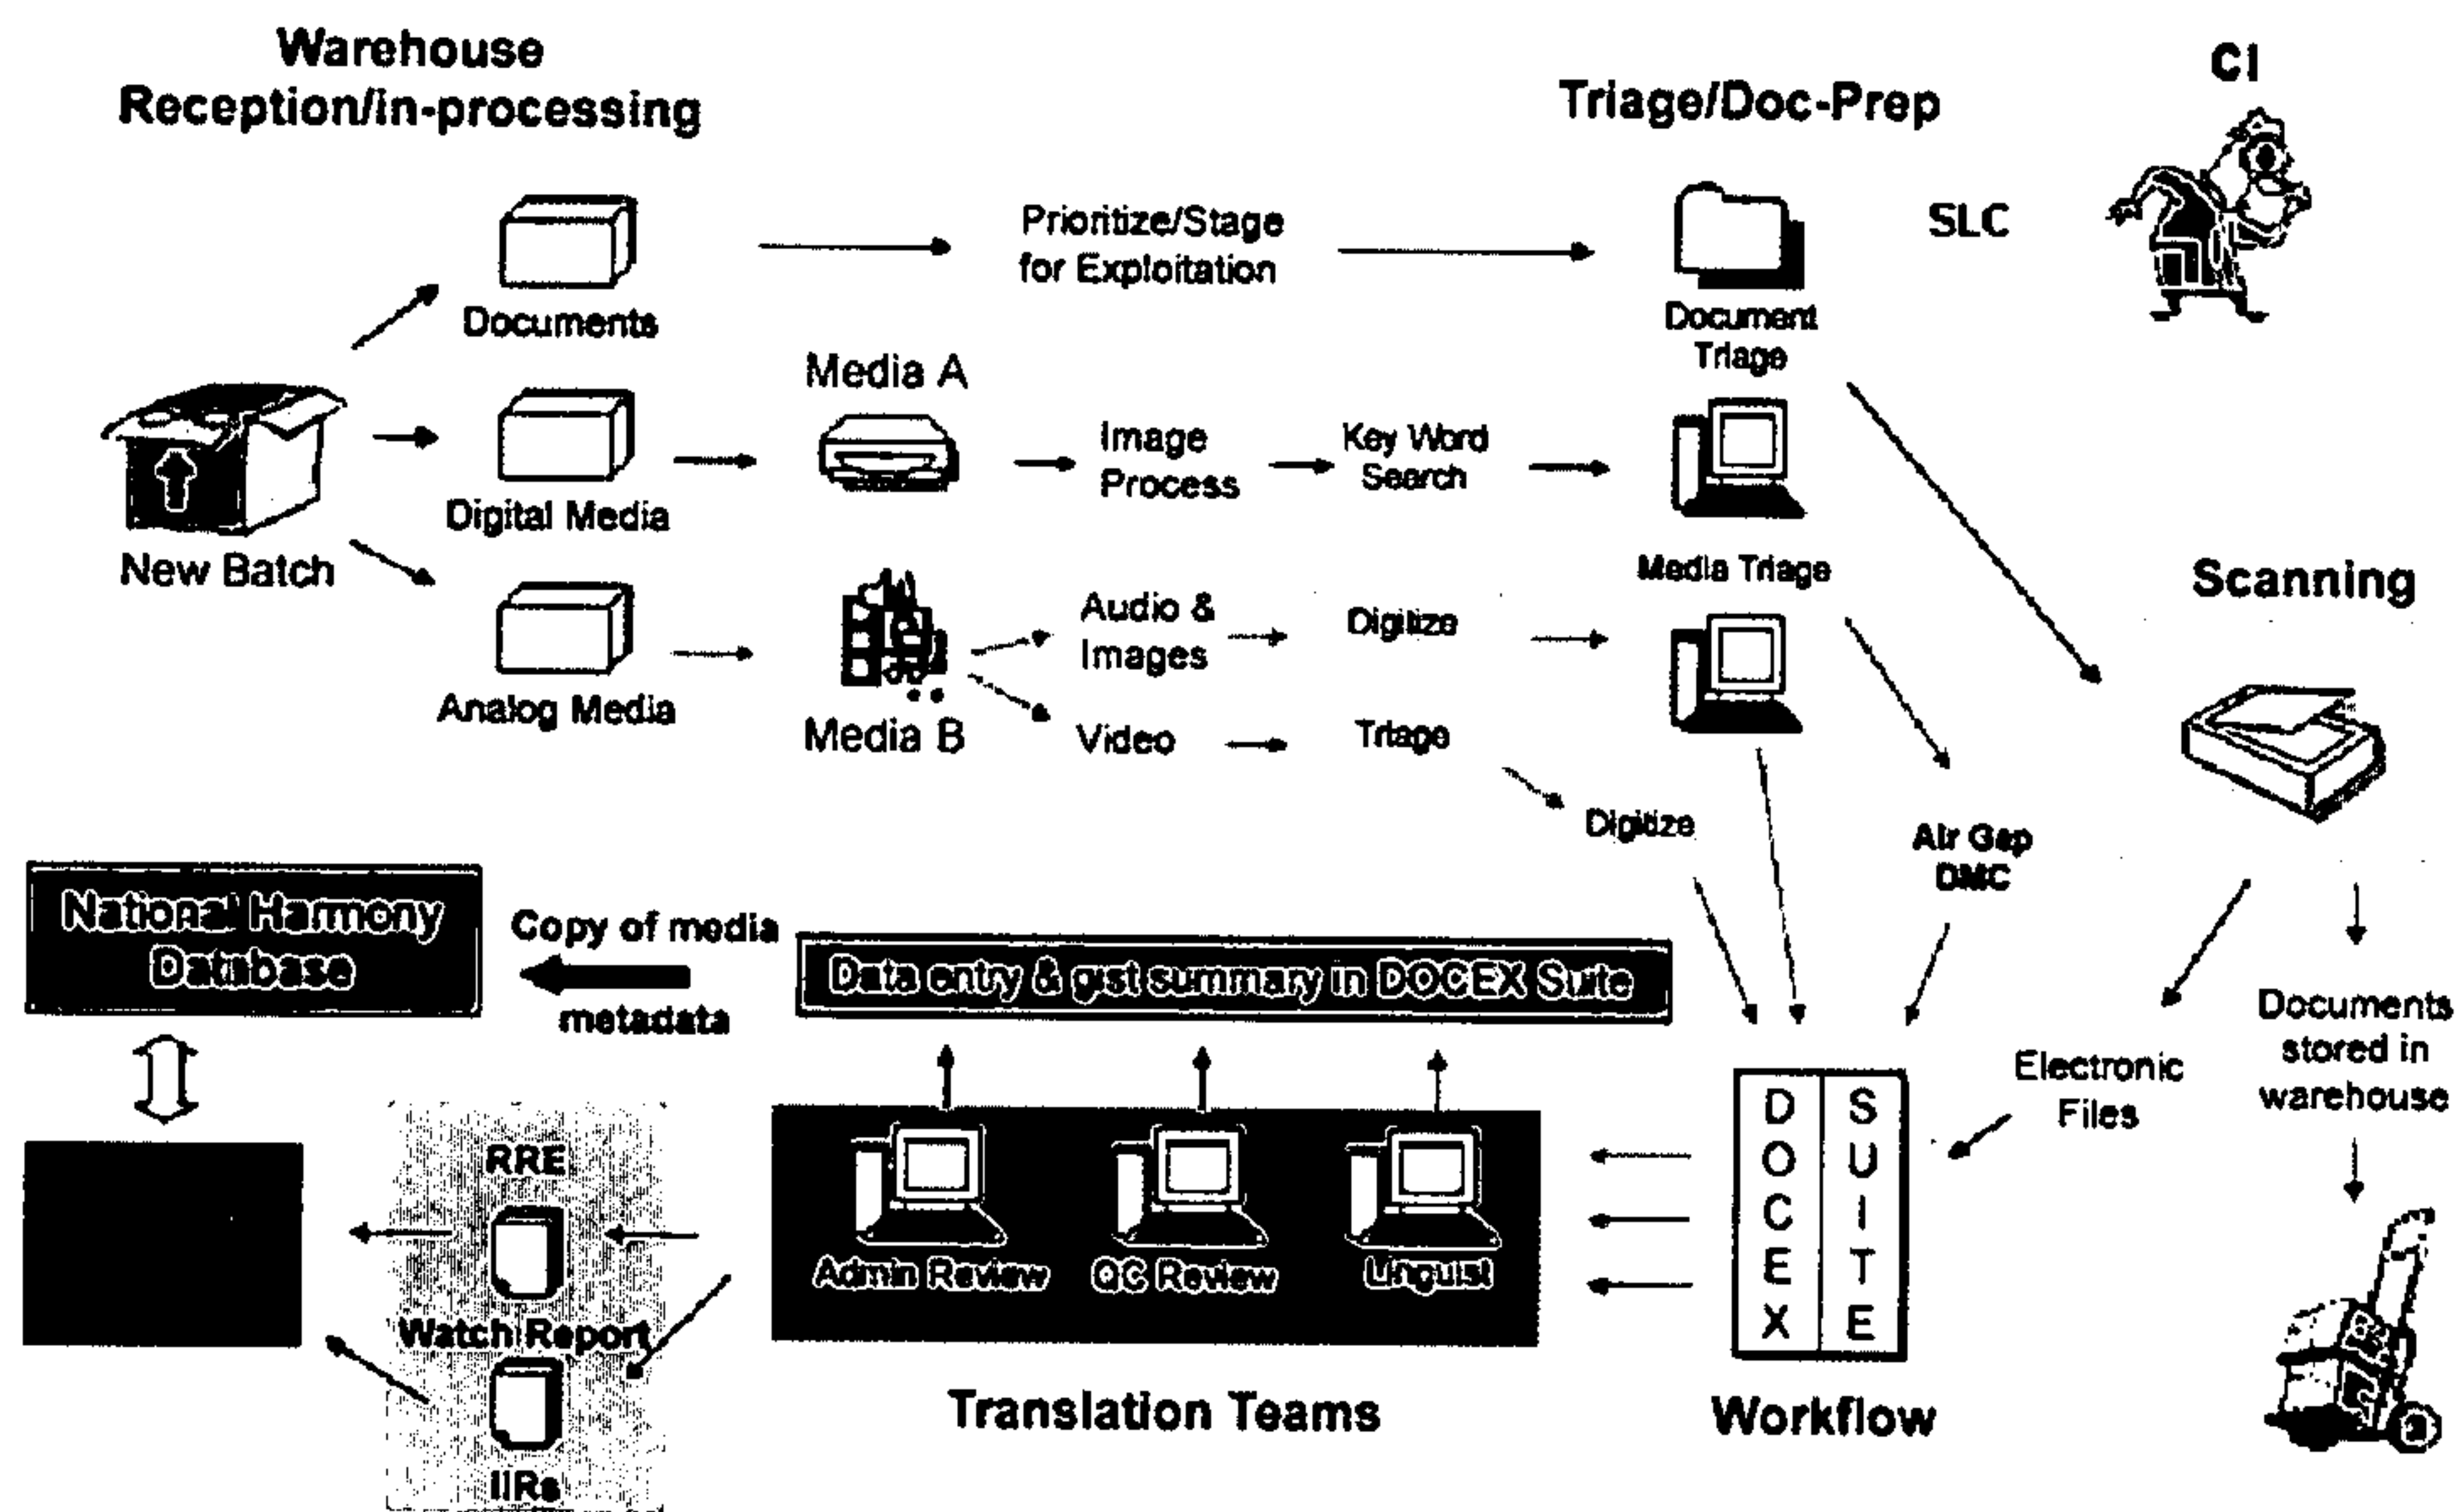 Warehouse
Reception/in-processing
Triage/Doc-Prep
CI
Documents
Prioritize/Stage
for Exploitation
Document
Triage
SLC
New Batch
Digital Media
Media A
Image
Process
Key Word
Search
Media Triage
Analog Media
Media B
Audio &
Images
Digitize
Video
Triage
Digitize
Air Gap
DMC
Scanning
Electronic
Files
Documents
stored in
warehouse
National Harmony
Database
Copy of media
metadata
Data entry & gist summary in DOCEX Suite
DOCEX
SUITE
Workflow
Admin Review
QC Review
Linguist
Translation Teams
RRE
Watch Report
IIRs